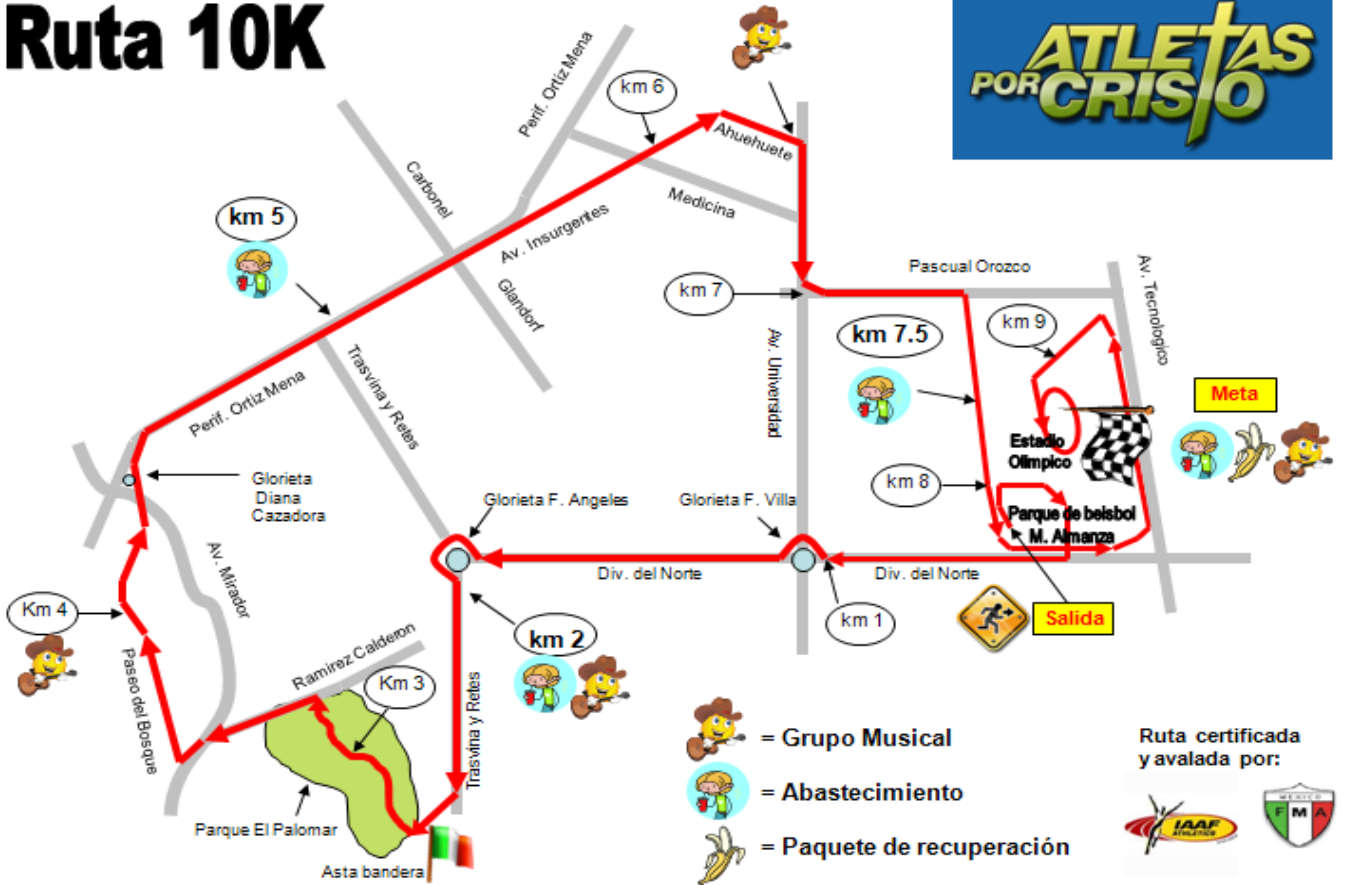 Ruta 10K
ATLETAS
POR CRISTO
km 6
Perif. Ortiz Mena
Ahuehuete
Carbonel
Medicina
km 5
Av. Insurgentes
Glandorf
Pascual Orozco
Av. Tecnologico
km 7
km 9
km 7.5
Av. Universidad
Trasvina y Retes
Perif. Ortiz Mena
Meta
Estadio
Olimpico
Glorieta
Diana
Cazadora
km 8
Glorieta F. Angeles
Glorieta F. Villa
Parque de beisbol
M. Almanza
Av. Mirador
Div. del Norte
Div. del Norte
Km 4
km 1
Salida
km 2
Ramirez Calderon
Km 3
Paseo del Bosque
Trasvina y Retes
Parque El Palomar
Asta bandera
= Grupo Musical
= Abastecimiento
= Paquete de recuperación
Ruta certificada
y avalada por:
IAAF
ATHLETICS
MEXICO
FMA